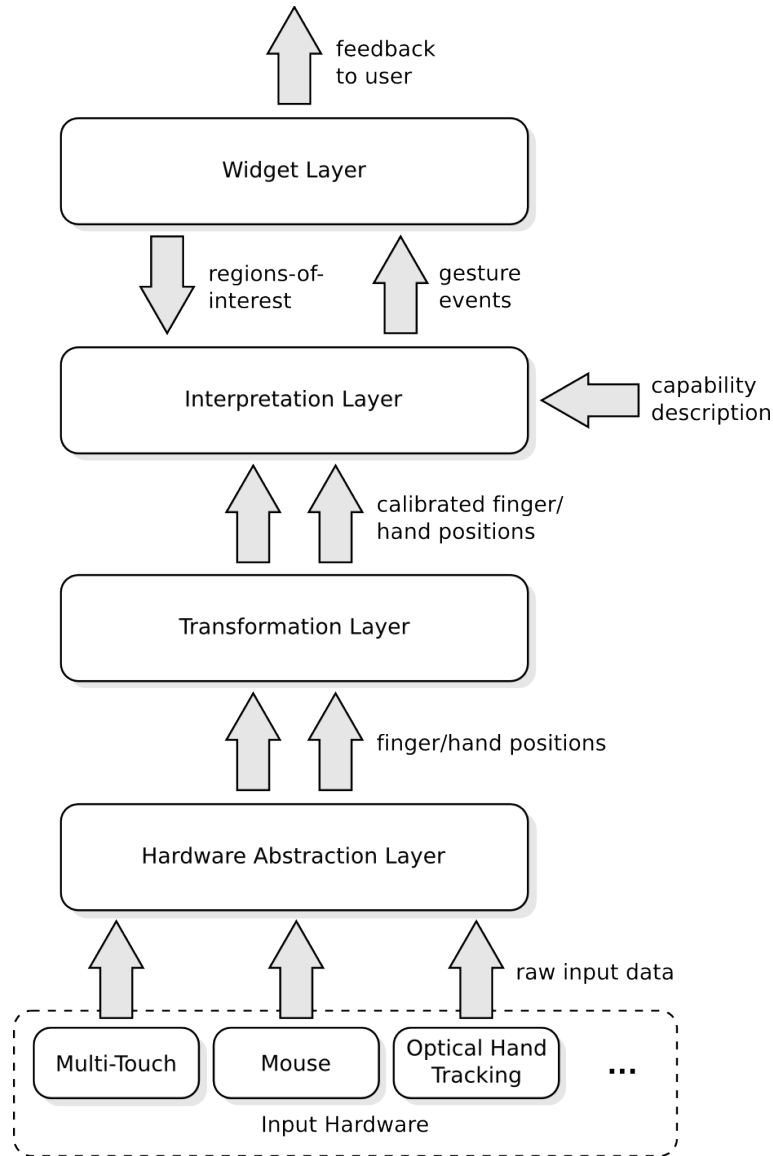 feedback
to user
Widget Layer
regions-of-
interest
gesture
events
Interpretation Layer
capability
description
calibrated finger/
hand positions
Transformation Layer
finger/hand positions
Hardware Abstraction Layer
raw input data
Multi-Touch
Mouse
Optical Hand
Tracking
...
Input Hardware